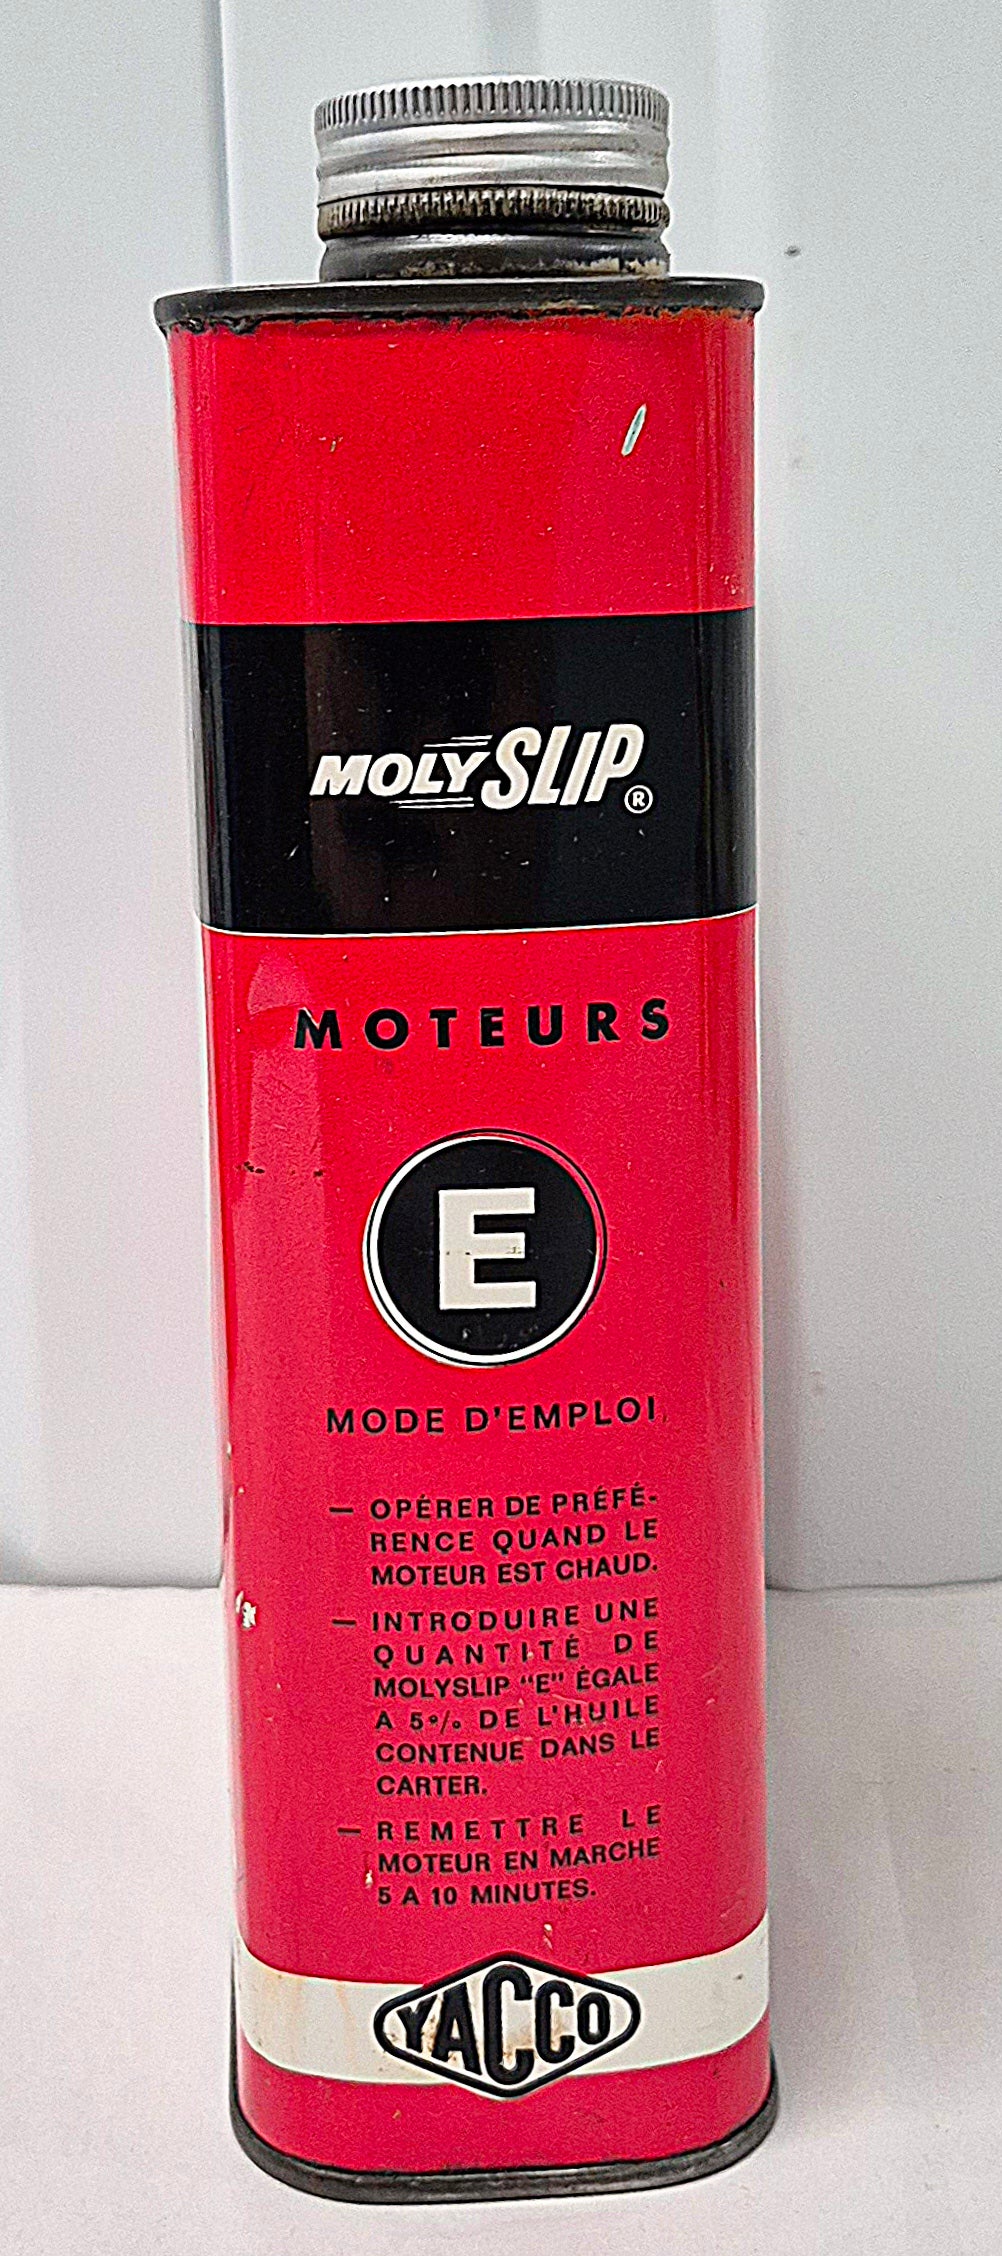 MOLYSLIP®
MOTEURS
E
MODE D'EMPLOI
— OPÉRER DE PRÉFÉ-
RENCE QUAND LE
MOTEUR EST CHAUD.
— INTRODUIRE UNE
QUANTITÉ DE
MOLYSLIP "E" ÉGALE
A 5% DE L'HUILE
CONTENUE DANS LE
CARTER.
— REMETTRE LE
MOTEUR EN MARCHE
5 A 10 MINUTES.
YACCO